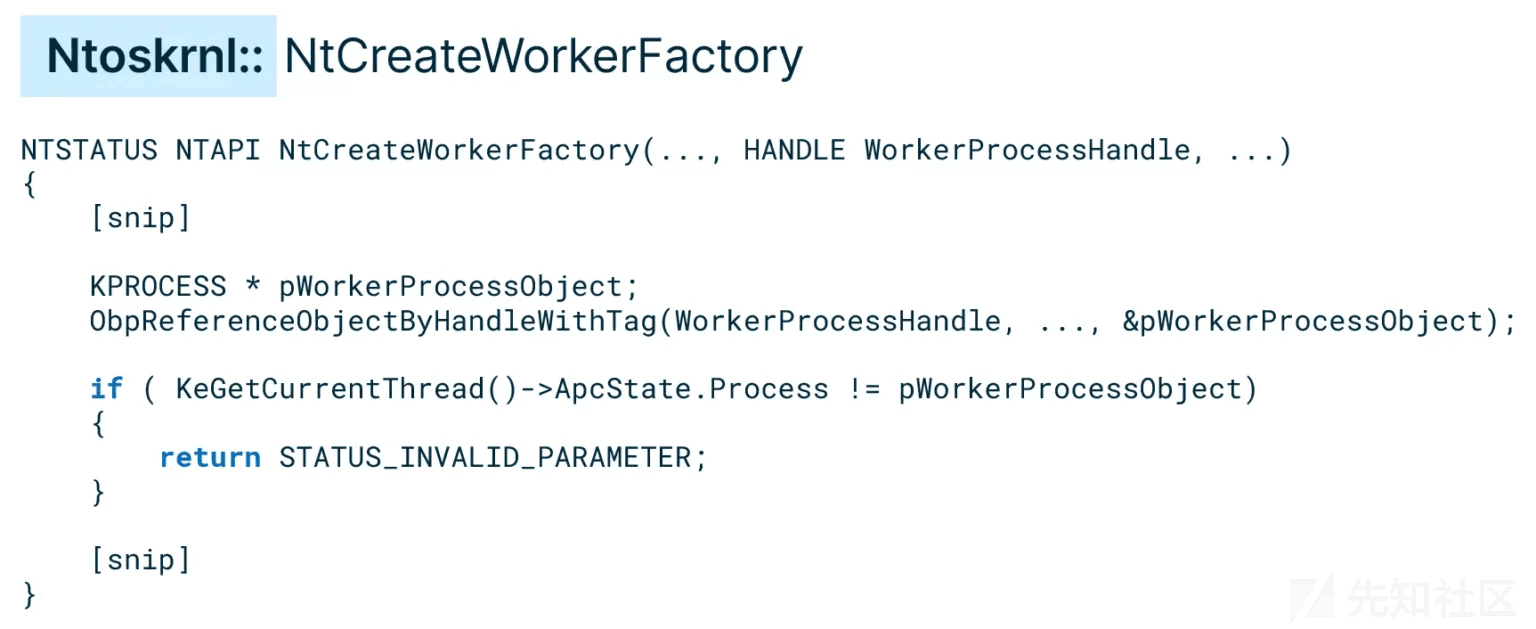 Ntoskrnl:: NtCreateWorkerFactory
NTSTATUS NTAPI NtCreateWorkerFactory(..., HANDLE WorkerProcessHandle, ...)
{
    [snip]
    KPROCESS * pWorkerProcessObject;
    ObpReferenceObjectByHandleWithTag(WorkerProcessHandle, ..., &pWorkerProcessObject);
    if ( KeGetCurrentThread()->ApcState.Process != pWorkerProcessObject)
    {
        return STATUS_INVALID_PARAMETER;
    }
    [snip]
}
先知社区